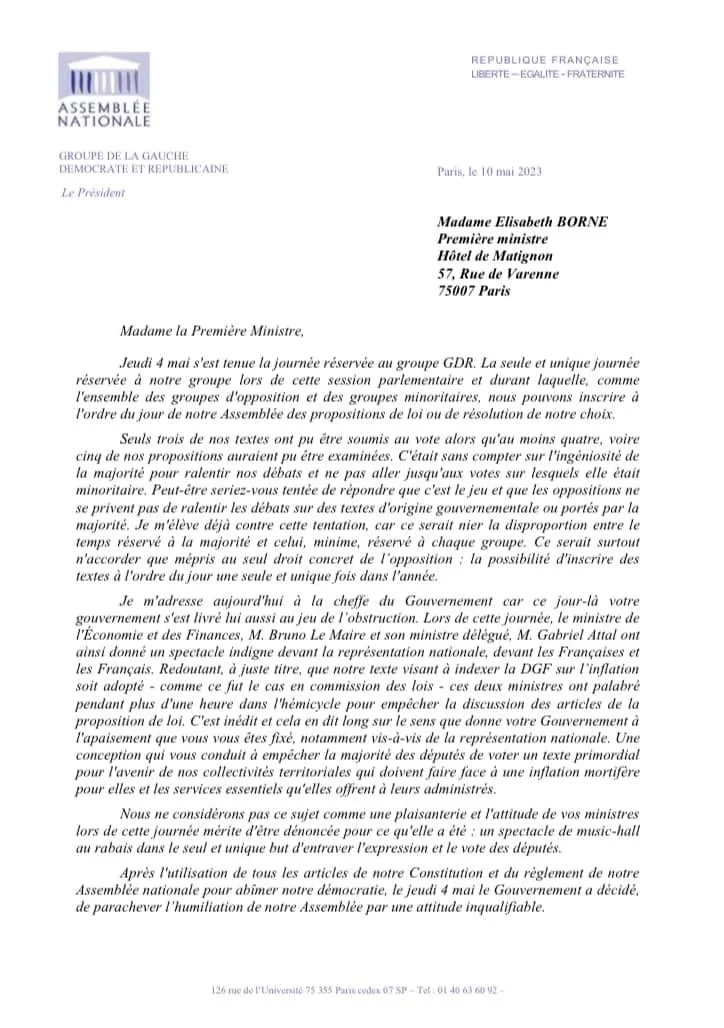 REPUBLIQUE FRANÇAISE
LIBERTE – EGALITE - FRATERNITE
ASSEMBLÉE
NATIONALE
GROUPE DE LA GAUCHE
DEMOCRATE ET REPUBLICAINE
Le Président
Paris, le 10 mai 2023
Madame Elisabeth BORNE
Première ministre
Hôtel de Matignon
57, Rue de Varenne
75007 Paris
Madame la Première Ministre,
Jeudi 4 mai s'est tenue la journée réservée au groupe GDR. La seule et unique journée
réservée à notre groupe lors de cette session parlementaire et durant laquelle, comme
l'ensemble des groupes d'opposition et des groupes minoritaires, nous pouvons inscrire à
l'ordre du jour de notre Assemblée des propositions de loi ou de résolution de notre choix.
Seuls trois de nos textes ont pu être soumis au vote alors qu'au moins quatre, voire
cinq de nos propositions auraient pu être examinées. C'était sans compter sur l'ingéniosité de
la majorité pour ralentir nos débats et ne pas aller jusqu'aux votes sur lesquels elle était
minoritaire. Peut-être seriez-vous tentée de répondre que c'est le jeu et que les oppositions ne
se privent pas de ralentir les débats sur des textes d'origine gouvernementale ou portés par la
majorité. Je m'élève déjà contre cette tentation, car ce serait nier la disproportion entre le
temps réservé à la majorité et celui, minime, réservé à chaque groupe. Ce serait surtout
n'accorder que mépris au seul droit concret de l’opposition : la possibilité d'inscrire des
textes à l'ordre du jour une seule et unique fois dans l'année.
Je m'adresse aujourd'hui à la cheffe du Gouvernement car ce jour-là votre
gouvernement s'est livré lui aussi au jeu de l’obstruction. Lors de cette journée, le ministre de
l'Économie et des Finances, M. Bruno Le Maire et son ministre délégué, M. Gabriel Attal ont
ainsi donné un spectacle indigne devant la représentation nationale, devant les Françaises et
les Français. Redoutant, à juste titre, que notre texte visant à indexer la DGF sur l’inflation
soit adopté - comme ce fut le cas en commission des lois - ces deux ministres ont palabré
pendant plus d'une heure dans l'hémicycle pour empêcher la discussion des articles de la
proposition de loi. C'est inédit et cela en dit long sur le sens que donne votre Gouvernement à
l'apaisement que vous vous êtes fixé, notamment vis-à-vis de la représentation nationale. Une
conception qui vous conduit à empêcher la majorité des députés de voter un texte primordial
pour l'avenir de nos collectivités territoriales qui doivent faire face à une inflation mortifère
pour elles et les services essentiels qu'elles offrent à leurs administrés.
Nous ne considérons pas ce sujet comme une plaisanterie et l'attitude de vos ministres
lors de cette journée mérite d'être dénoncée pour ce qu'elle a été : un spectacle de music-hall
au rabais dans le seul et unique but d'entraver l'expression et le vote des députés.
Après l'utilisation de tous les articles de notre Constitution et du règlement de notre
Assemblée nationale pour abîmer notre démocratie, le jeudi 4 mai le Gouvernement a décidé,
de parachever l’humiliation de notre Assemblée par une attitude inqualifiable.
126 rue de l’Université 75 355 Paris cedex 07 SP – Tel : 01 40 63 60 92 –